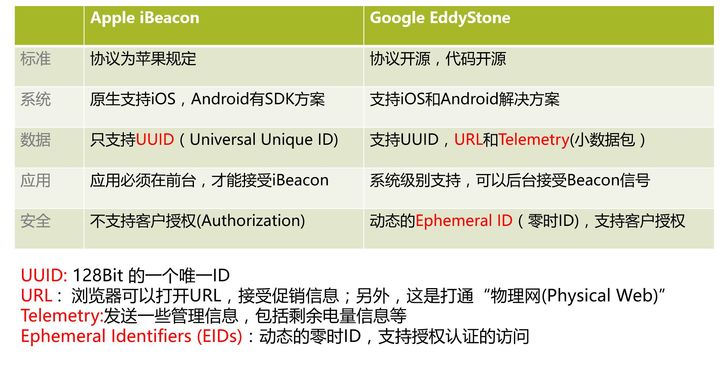 Apple iBeacon Google EddyStone
标准 协议为苹果规定 协议开源，代码开源
系统 原生支持iOS，Android有SDK方案 支持iOS和Android解决方案
数据 只支持UUID（Universal Unique ID) 支持UUID，URL和Telemetry(小数据包）
应用 应用必须在前台，才能接受iBeacon 系统级别支持，可以后台接受Beacon信号
安全 不支持客户授权(Authorization) 动态的Ephemeral ID（零时ID)，支持客户授权
UUID: 128Bit 的一个唯一ID
URL： 浏览器可以打开URL，接受促销信息；另外，这是打通“物理网(Physical Web)”
Telemetry:发送一些管理信息，包括剩余电量信息等
Ephemeral Identifiers (EIDs)：动态的零时ID，支持授权认证的访问